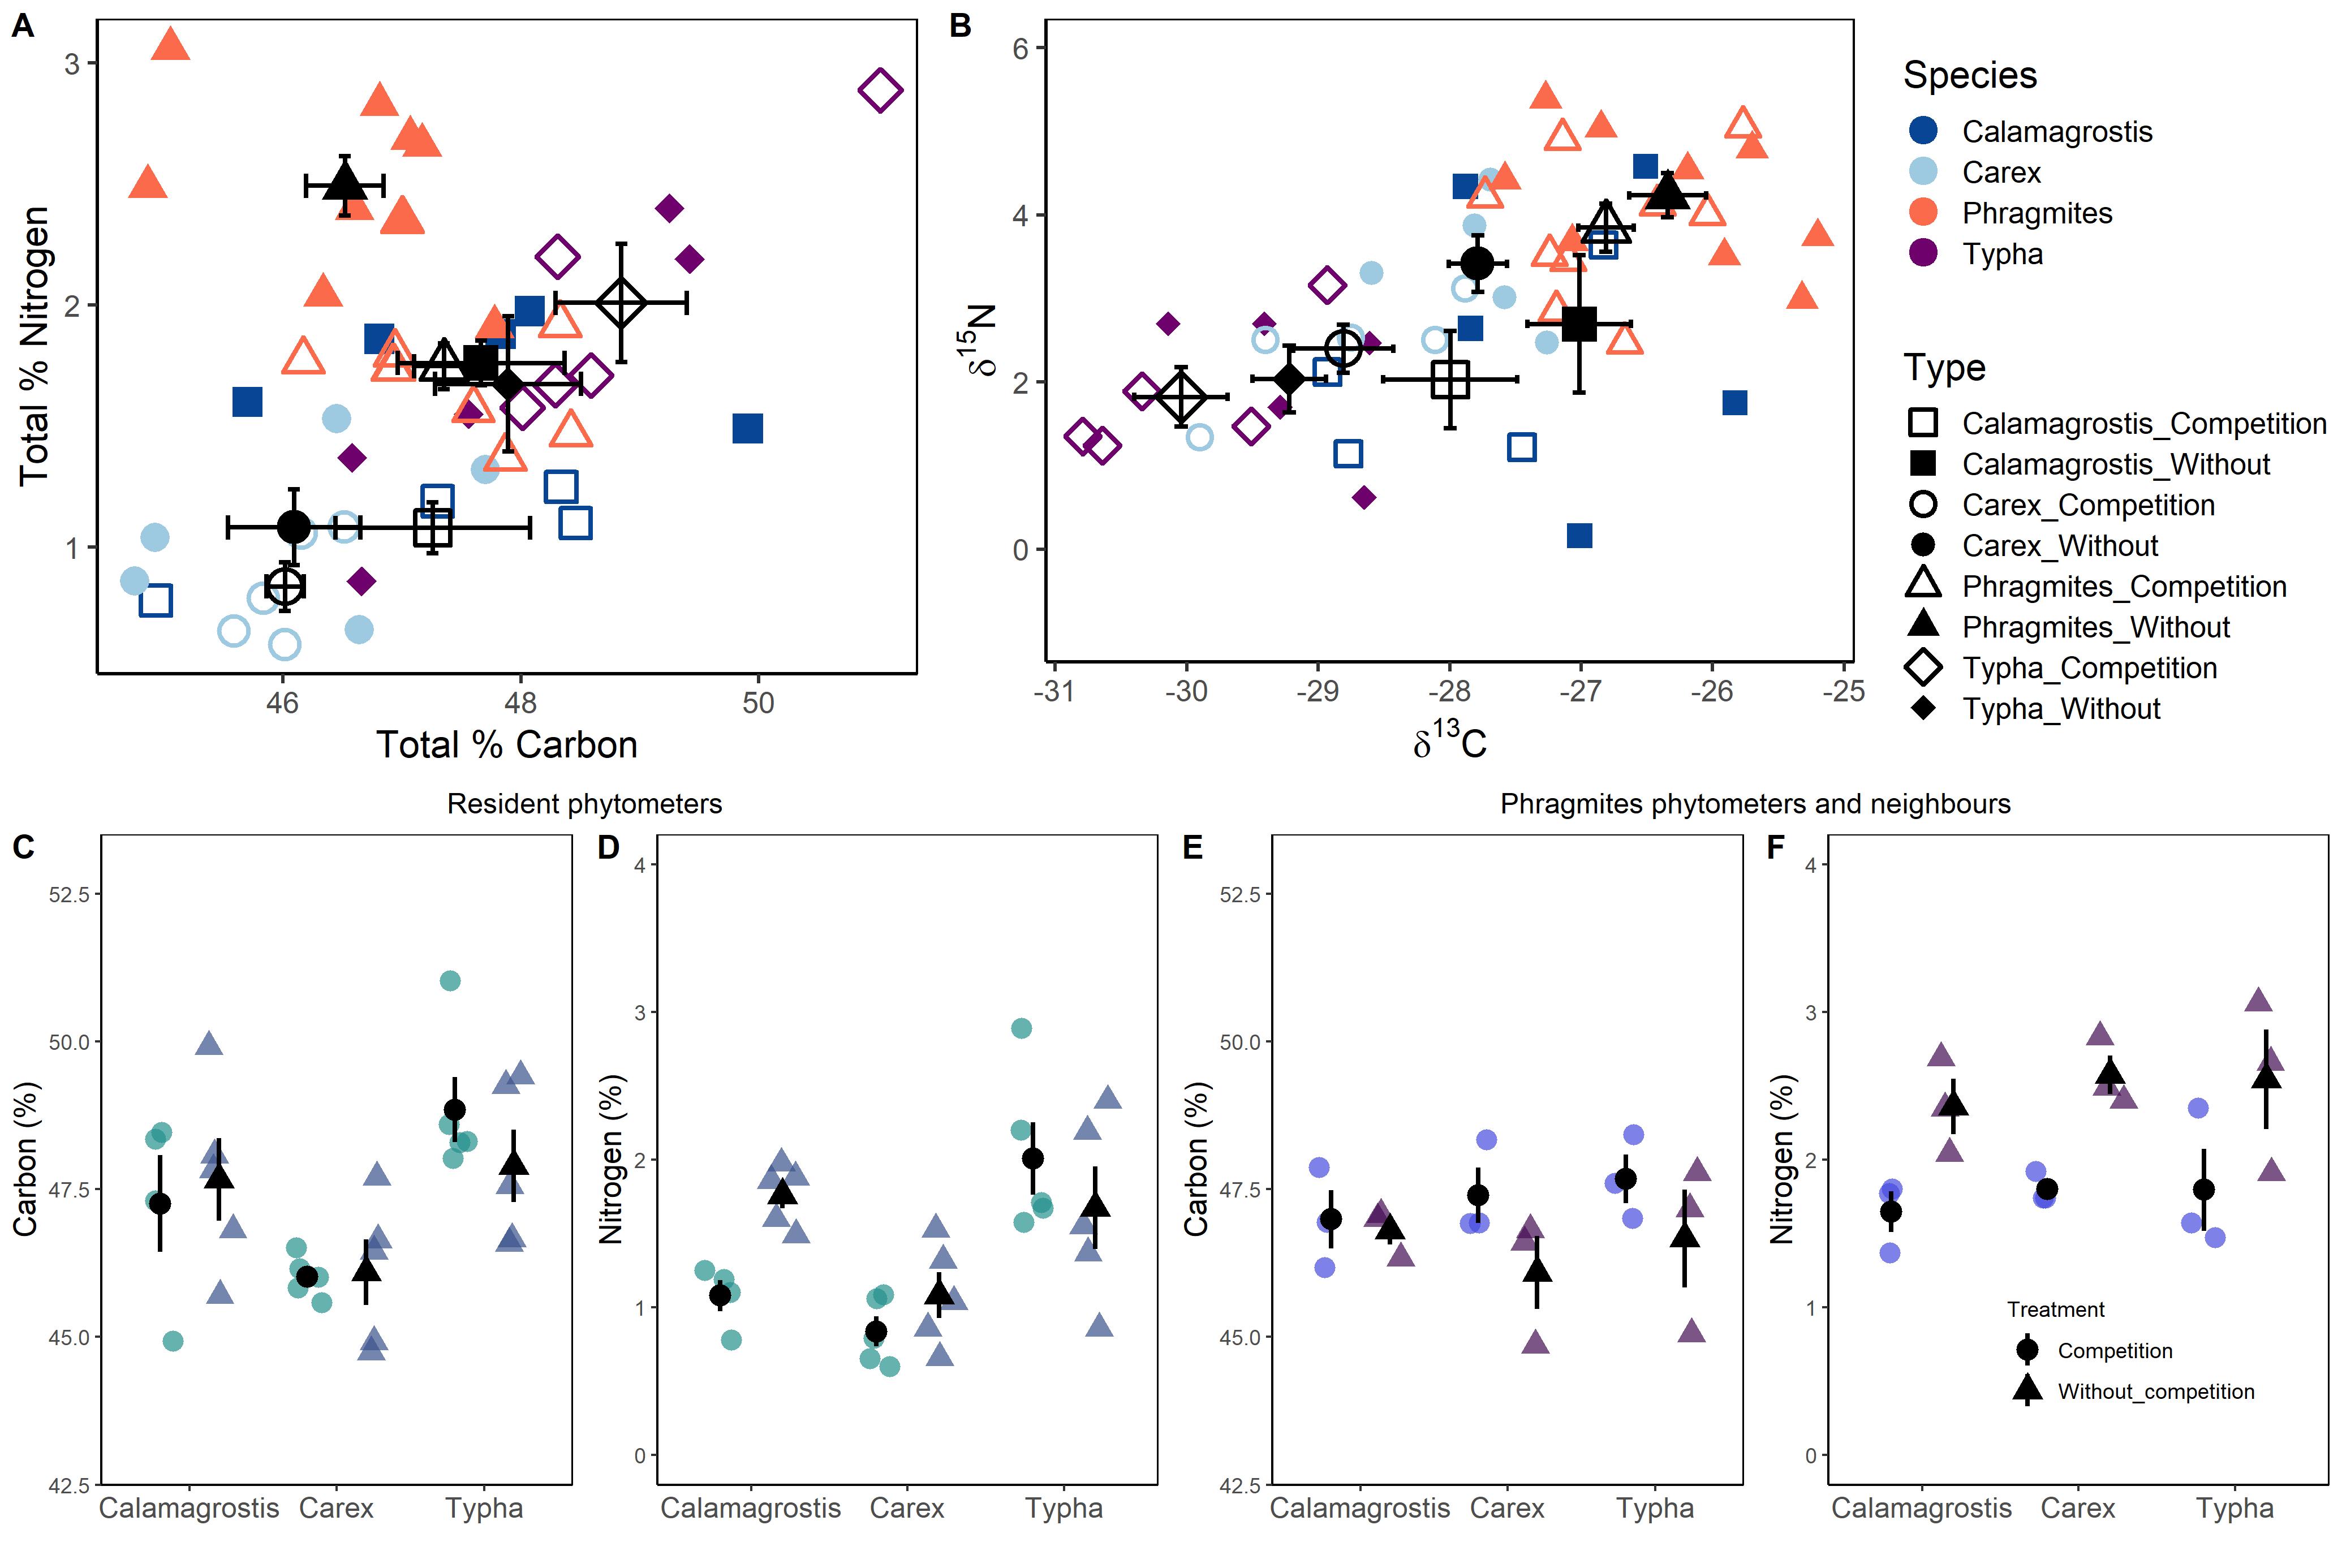 A
3
2
1
Total % Nitrogen
46
48
50
Total % Carbon
B
6
4
2
0
δ15N
-31
-30
-29
-28
-27
-26
-25
δ13C
Species
Calamagrostis
Carex
Phragmites
Typha
Type
Calamagrostis_Competition
Calamagrostis_Without
Carex_Competition
Carex_Without
Phragmites_Competition
Phragmites_Without
Typha_Competition
Typha_Without
Resident phytometers
Phragmites phytometers and neighbours
C
52.5
50.0
47.5
45.0
42.5
Carbon (%)
Calamagrostis
Carex
Typha
D
4
3
2
1
0
Nitrogen (%)
Calamagrostis
Carex
Typha
E
52.5
50.0
47.5
45.0
42.5
Carbon (%)
Calamagrostis
Carex
Typha
F
4
3
2
1
0
Nitrogen (%)
Treatment
Competition
Without_competition
Calamagrostis
Carex
Typha